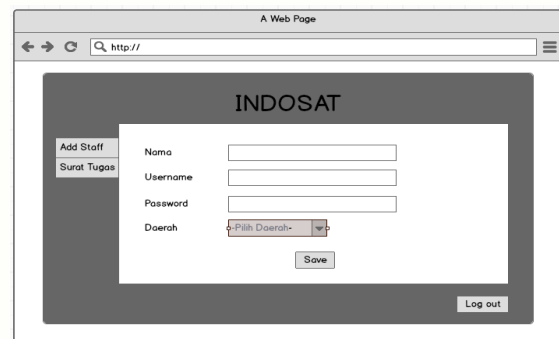 A Web Page
http://
INDOSAT
Add Staff
Surat Tugas
Nama
Username
Password
Daerah
-Pilih Daerah-
Save
Log out